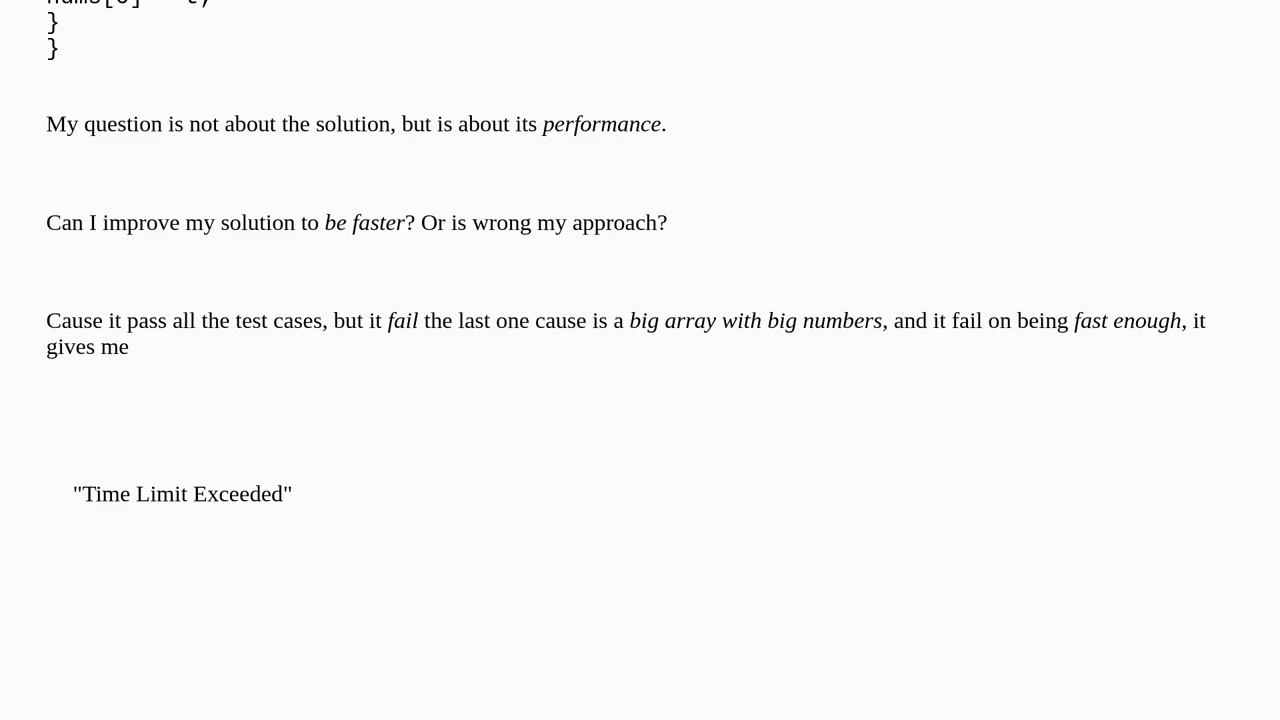 nums[0] = t;
}
}
My question is not about the solution, but is about its performance.
Can I improve my solution to be faster? Or is wrong my approach?
Cause it pass all the test cases, but it fail the last one cause is a big array with big numbers, and it fail on being fast enough, it
gives me
"Time Limit Exceeded"